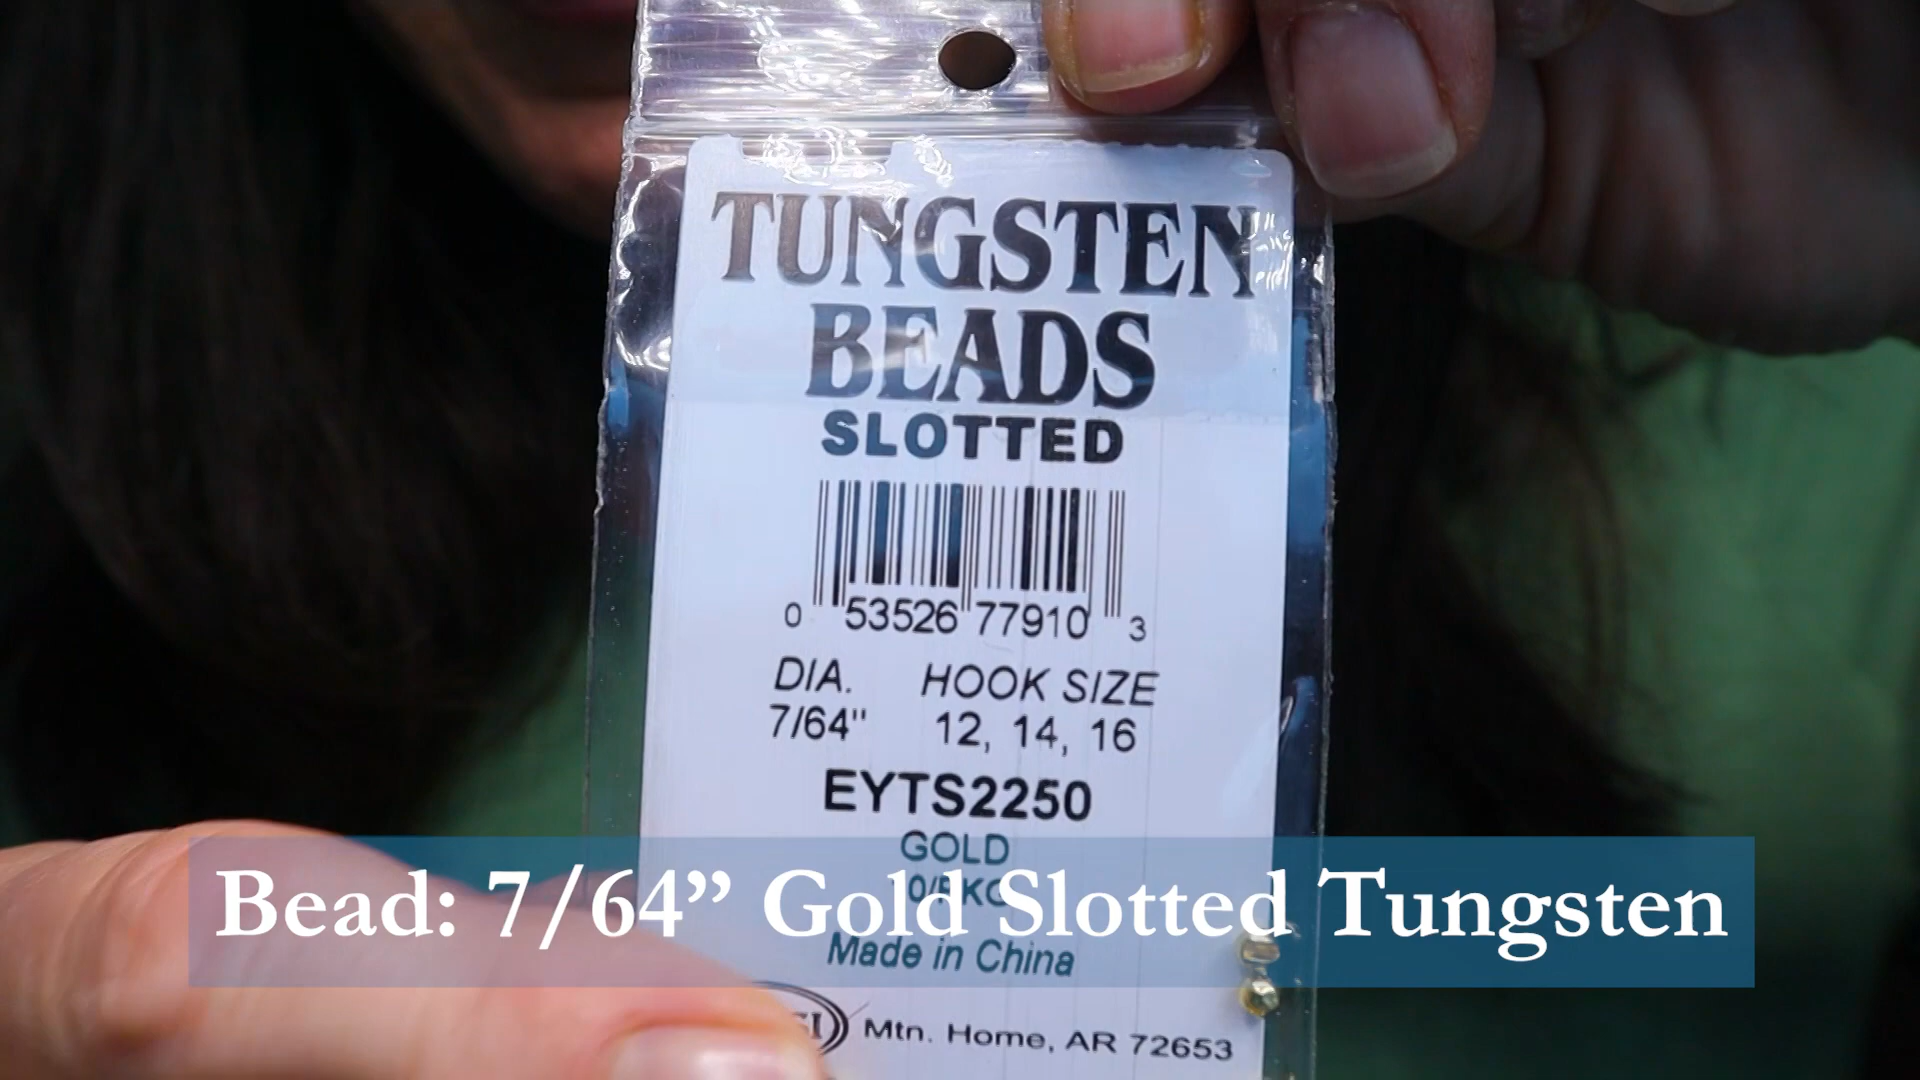 TUNGSTEN
BEADS
SLOTTED
0 53526 77910 3
DIA. HOOK SIZE
7/64" 12, 14, 16
EYTS2250
GOLD
Bead: 7/64” Gold Slotted Tungsten
Made in China
Mtn. Home, AR 72653